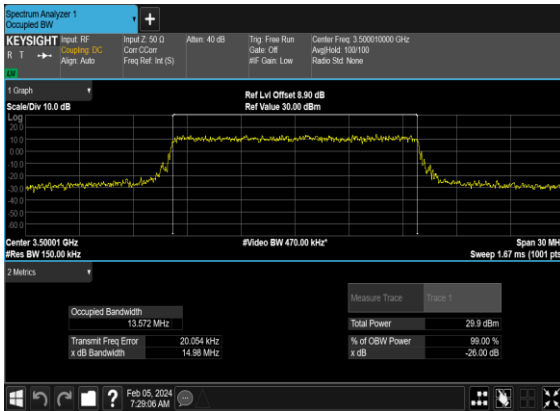 Spectrum Analyzer 1
Occupied BW
+
KEYSIGHT
R T
LM
Input: RF
Coupling: DC
Align: Auto
Input Z: 50 Ω
Corr CCorr
Freq Ref: Int (S)
Atten: 40 dB
Trig: Free Run
Gate: Off
#IF Gain: Low
Center Freq: 3.500010000 GHz
Avg|Hold: 100/100
Radio Std: None
1 Graph
Scale/Div 10.0 dB
Ref Lvl Offset 8.90 dB
Ref Value 30.00 dBm
Log
20.0
10.0
0.00
-10.0
-20.0
-30.0
-40.0
-50.0
-60.0
Center 3.50001 GHz
#Res BW 150.00 kHz
#Video BW 470.00 kHz*
Span 30 MH
Sweep 1.67 ms (1001 pts
2 Metrics
Measure Trace
Trace 1
Occupied Bandwidth
13.572 MHz
Total Power
29.9 dBm
Transmit Freq Error
20.054 kHz
% of OBW Power
99.00 %
x dB Bandwidth
14.98 MHz
x dB
-26.00 dB
?
Feb 05, 2024
7:29:06 AM